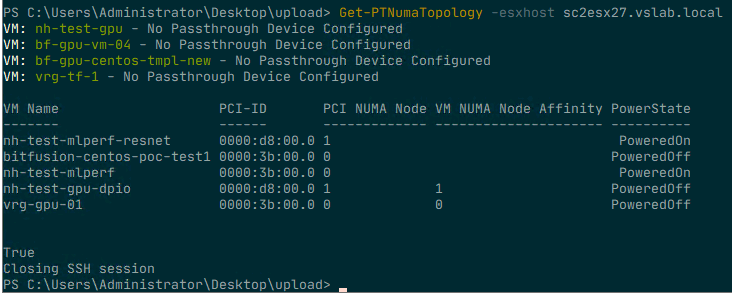 PS C:\Users\Administrator\Desktop\upload> Get-PTNumaTopology -esxhost sc2esx27.vslab.local
VM: nh-test-gpu - No Passthrough Device Configured
VM: bf-gpu-vm-04 - No Passthrough Device Configured
VM: bf-gpu-centos-tmpl-new - No Passthrough Device Configured
VM: vrg-tf-1 - No Passthrough Device Configured
VM Name PCI-ID PCI NUMA Node VM NUMA Node Affinity PowerState
------- ------ ------------- --------------------- ----------
nh-test-mlperf-resnet 0000:d8:00.0 1 PoweredOn
bitfusion-centos-poc-test1 0000:3b:00.0 0 PoweredOff
nh-test-mlperf 0000:3b:00.0 0 PoweredOn
nh-test-gpu-dpio 0000:d8:00.0 1 1 PoweredOff
vrg-gpu-01 0000:3b:00.0 0 0 PoweredOff
True
Closing SSH session
PS C:\Users\Administrator\Desktop\upload>